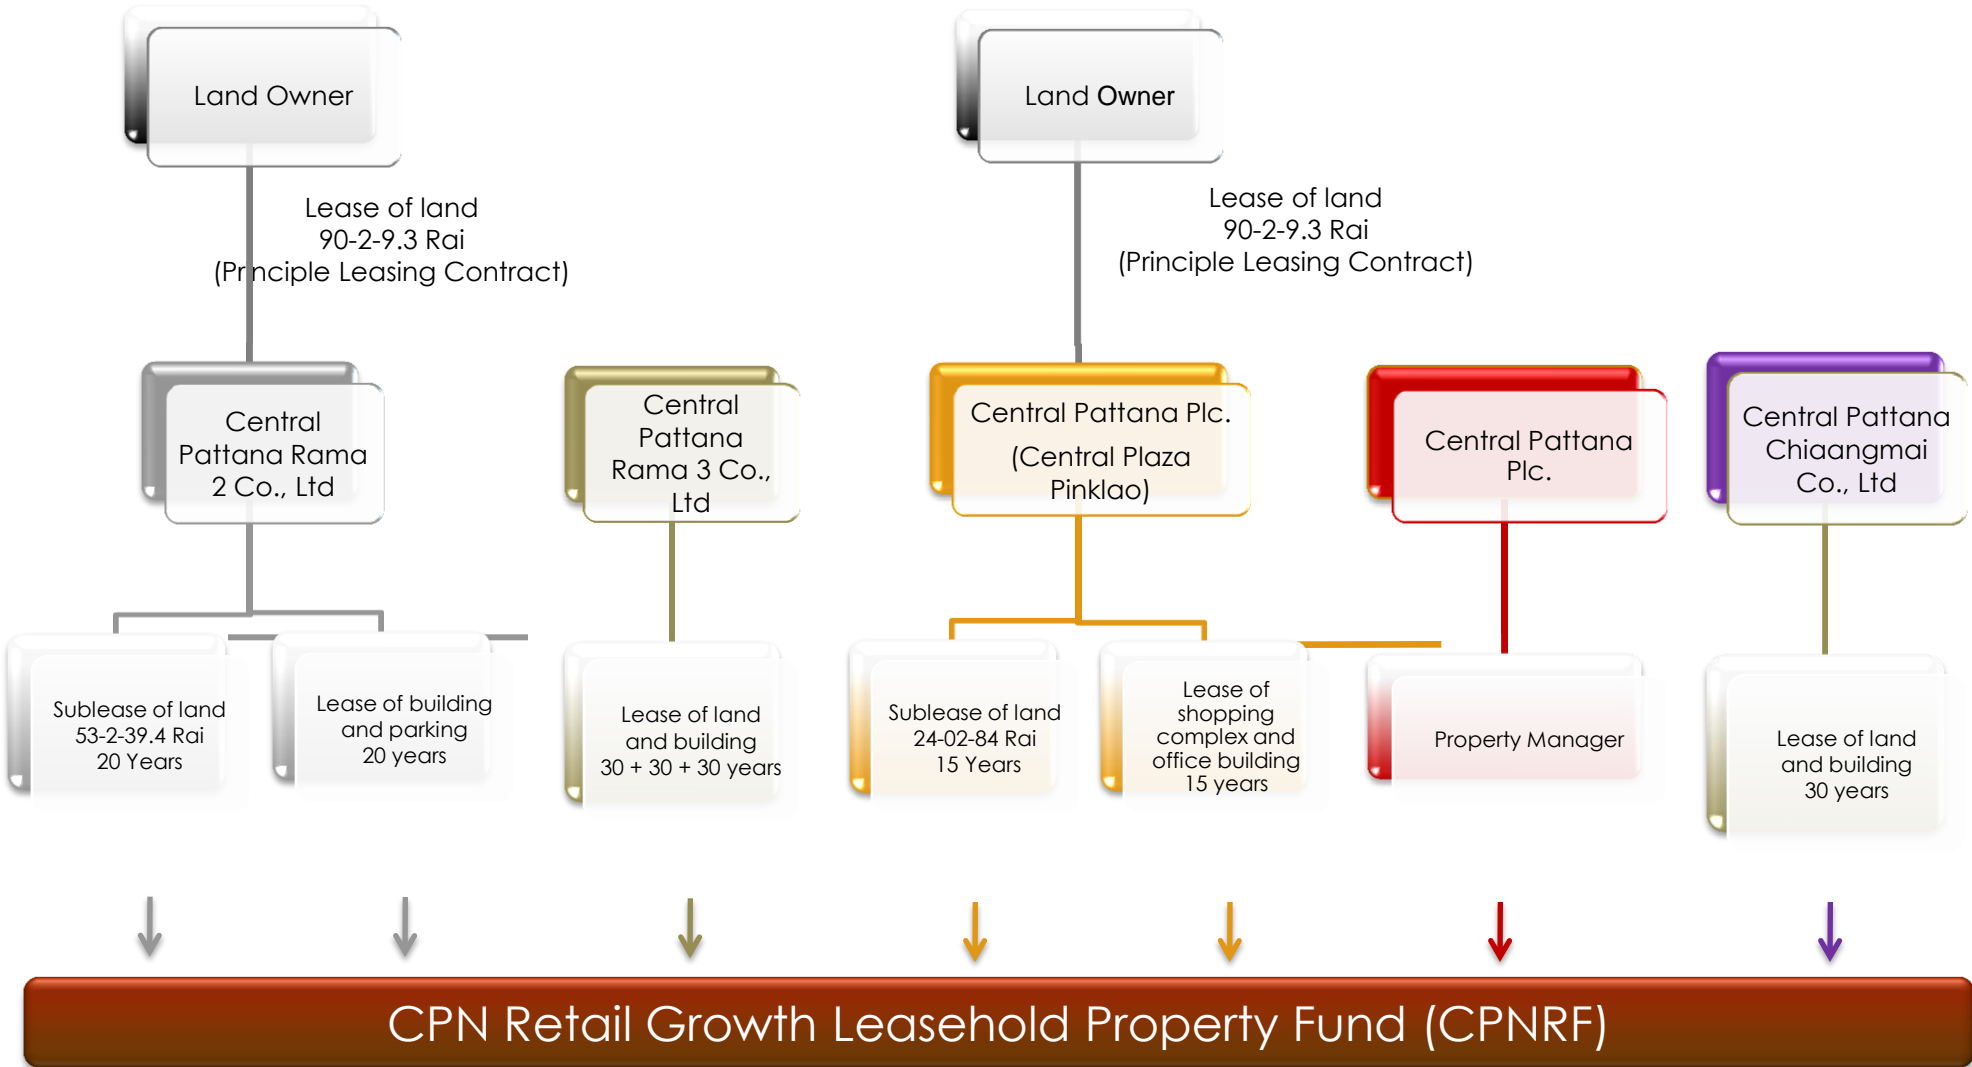 Land Owner
Land Owner
Lease of land
90-2-9.3 Rai
(Principle Leasing Contract)
Lease of land
90-2-9.3 Rai
(Principle Leasing Contract)
Central
Pattana Rama
2 Co., Ltd
Central
Pattana
Rama 3 Co.,
Ltd
Central Pattana Plc.
(Central Plaza
Pinklao)
Central Pattana
Plc.
Central Pattana
Chiaangmai
Co., Ltd
Sublease of land
53-2-39.4 Rai
20 Years
Lease of building
and parking
20 years
Lease of land
and building
30 + 30 + 30 years
Sublease of land
24-02-84 Rai
15 Years
Lease of
shopping
complex and
office building
15 years
Property Manager
Lease of land
and building
30 years
CPN Retail Growth Leasehold Property Fund (CPNRF)